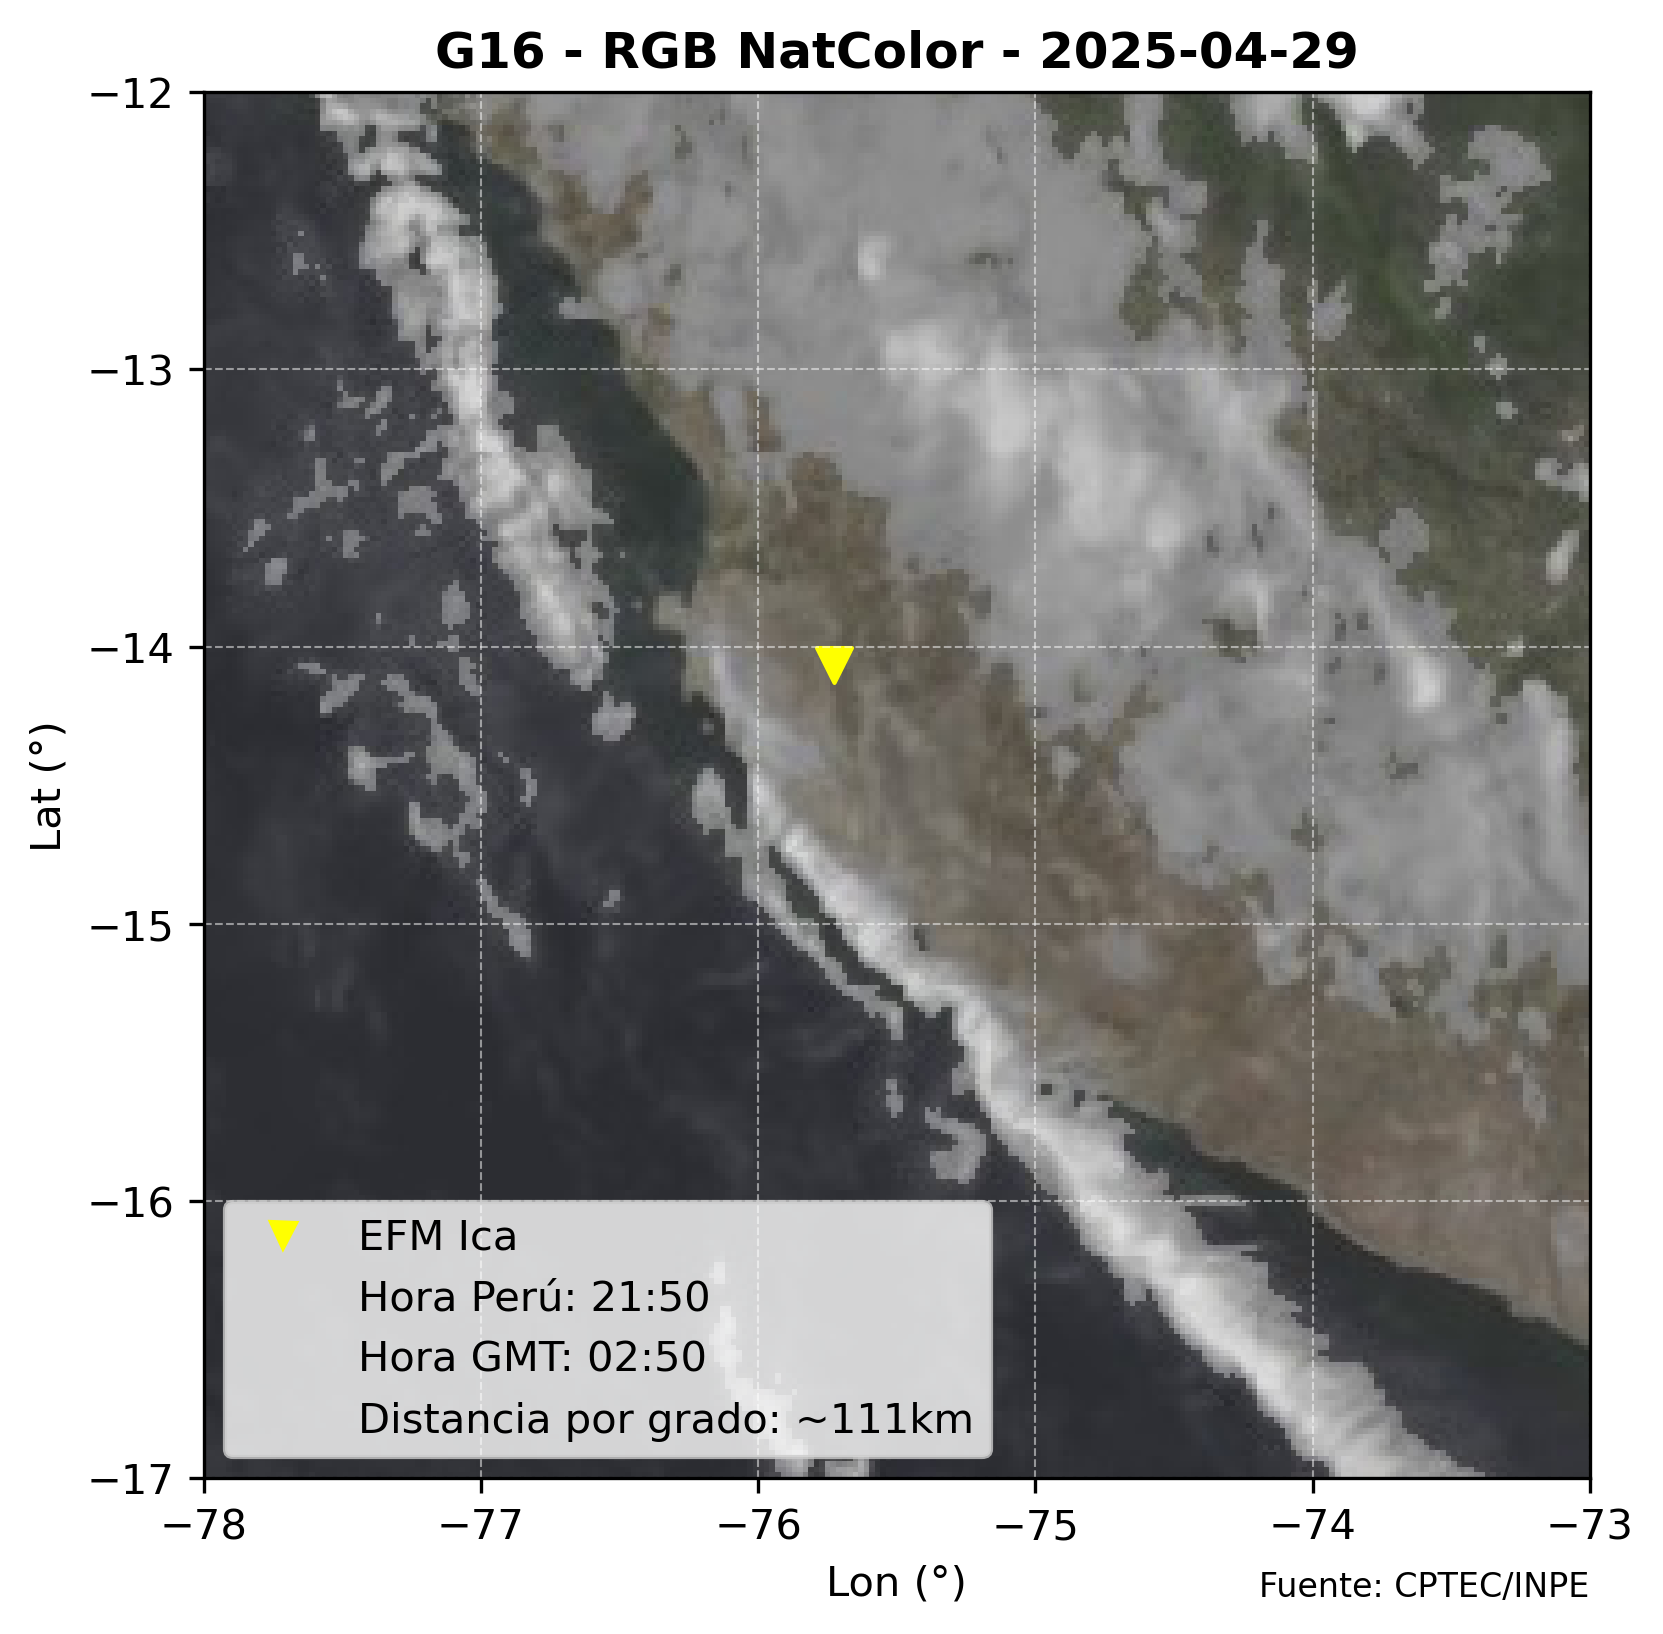 G16 - RGB NatColor - 2025-04-29
−12
−13
−14
−15
−16
−17
Lat (°)
EFM Ica
Hora Perú: 21:50
Hora GMT: 02:50
Distancia por grado: ~111km
−78 −77 −76 −75 −74 −73
Lon (°)
Fuente: CPTEC/INPE